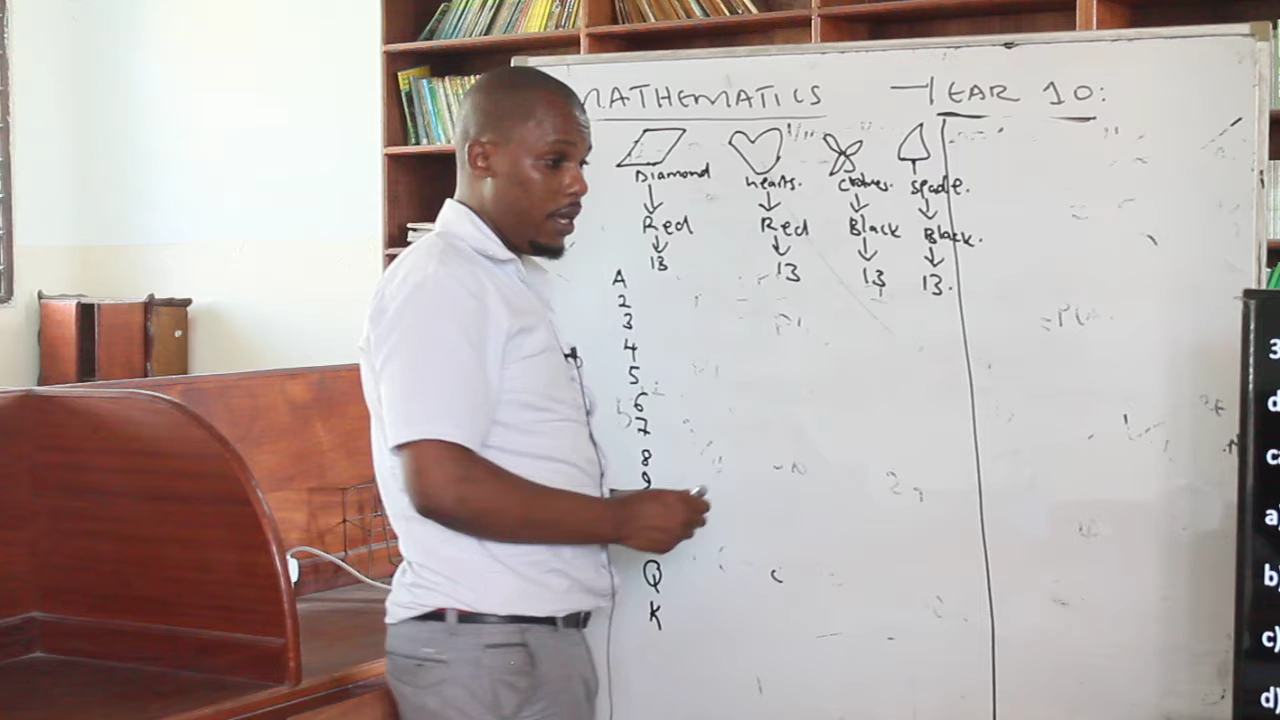 MATHEMATICS YEAR 10:
Diamond hearts. spade.
Red Red Black Black.
13 13 13 13.
A
2
3
4
5
6
7
8
9
Q
K
3
d
c
a)
b)
c)
d)